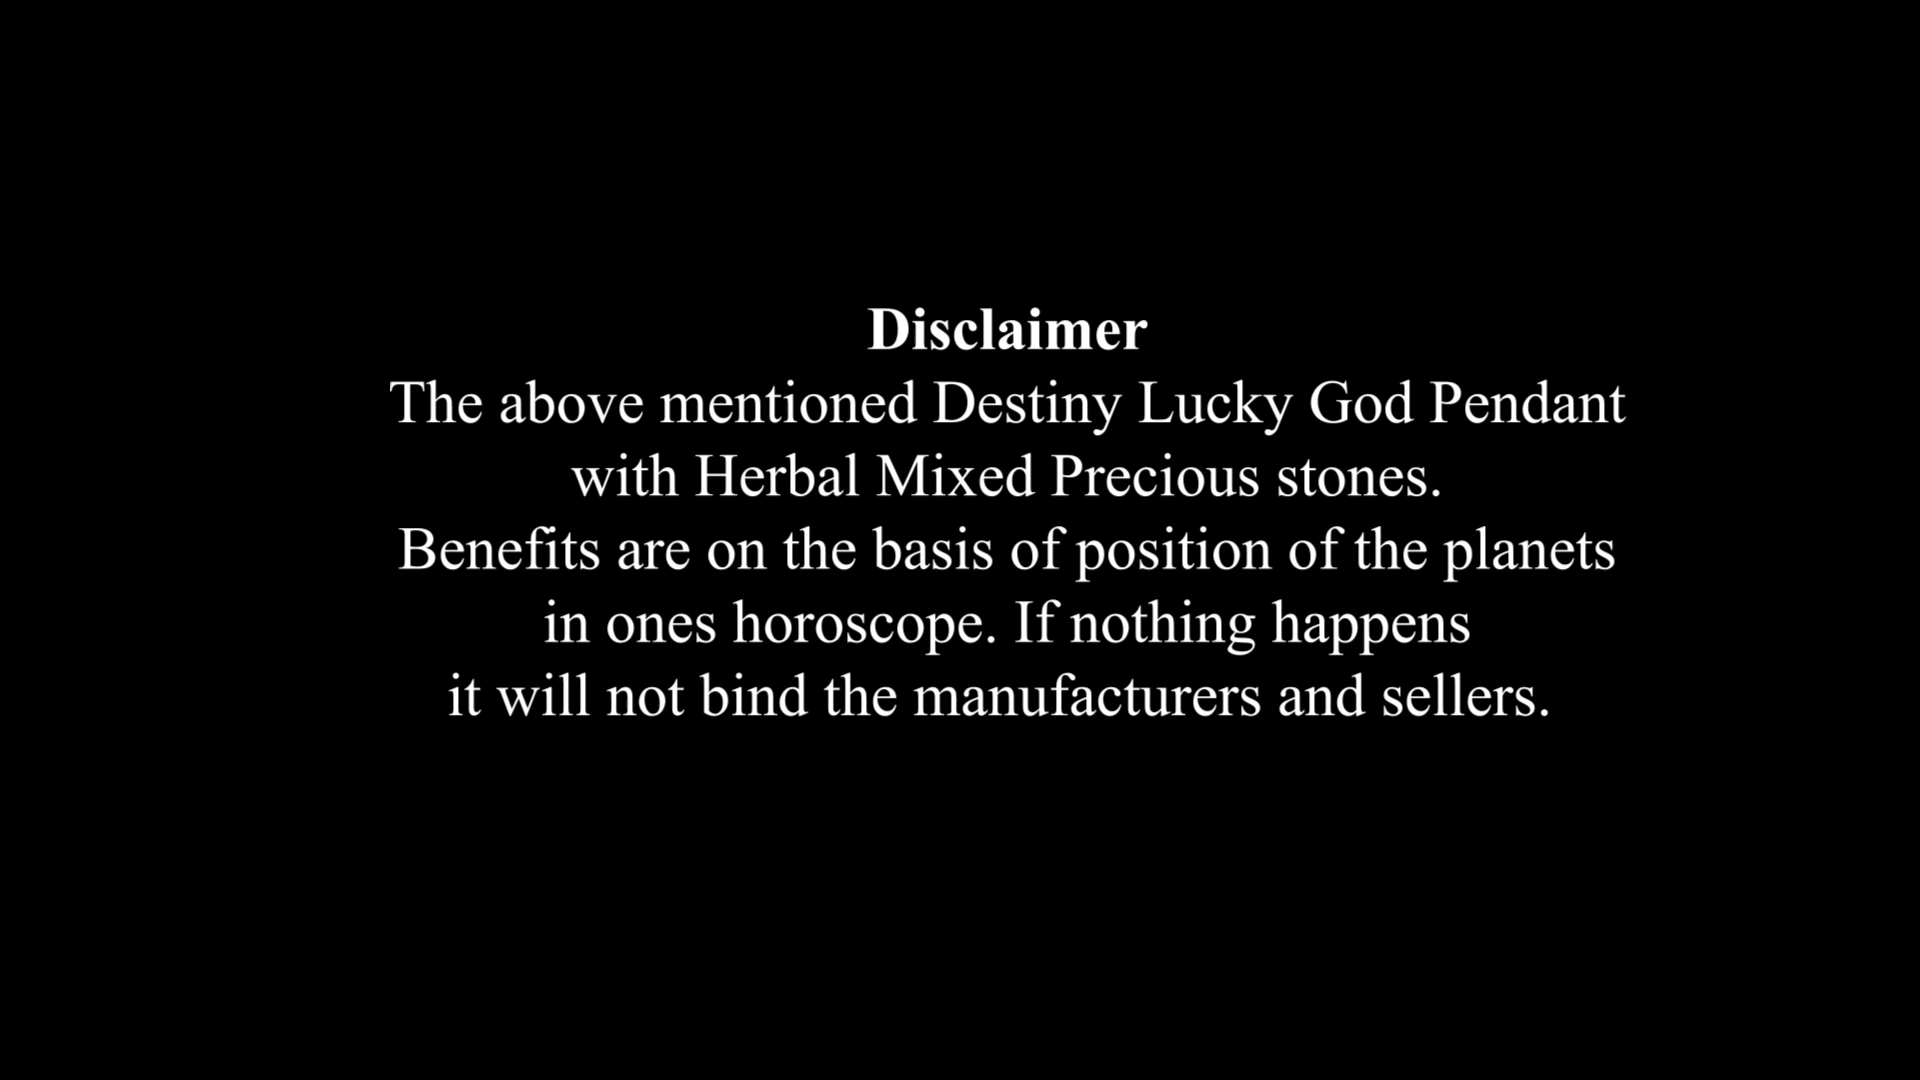 Disclaimer
The above mentioned Destiny Lucky God Pendant
with Herbal Mixed Precious stones.
Benefits are on the basis of position of the planets
in ones horoscope. If nothing happens
it will not bind the manufacturers and sellers.